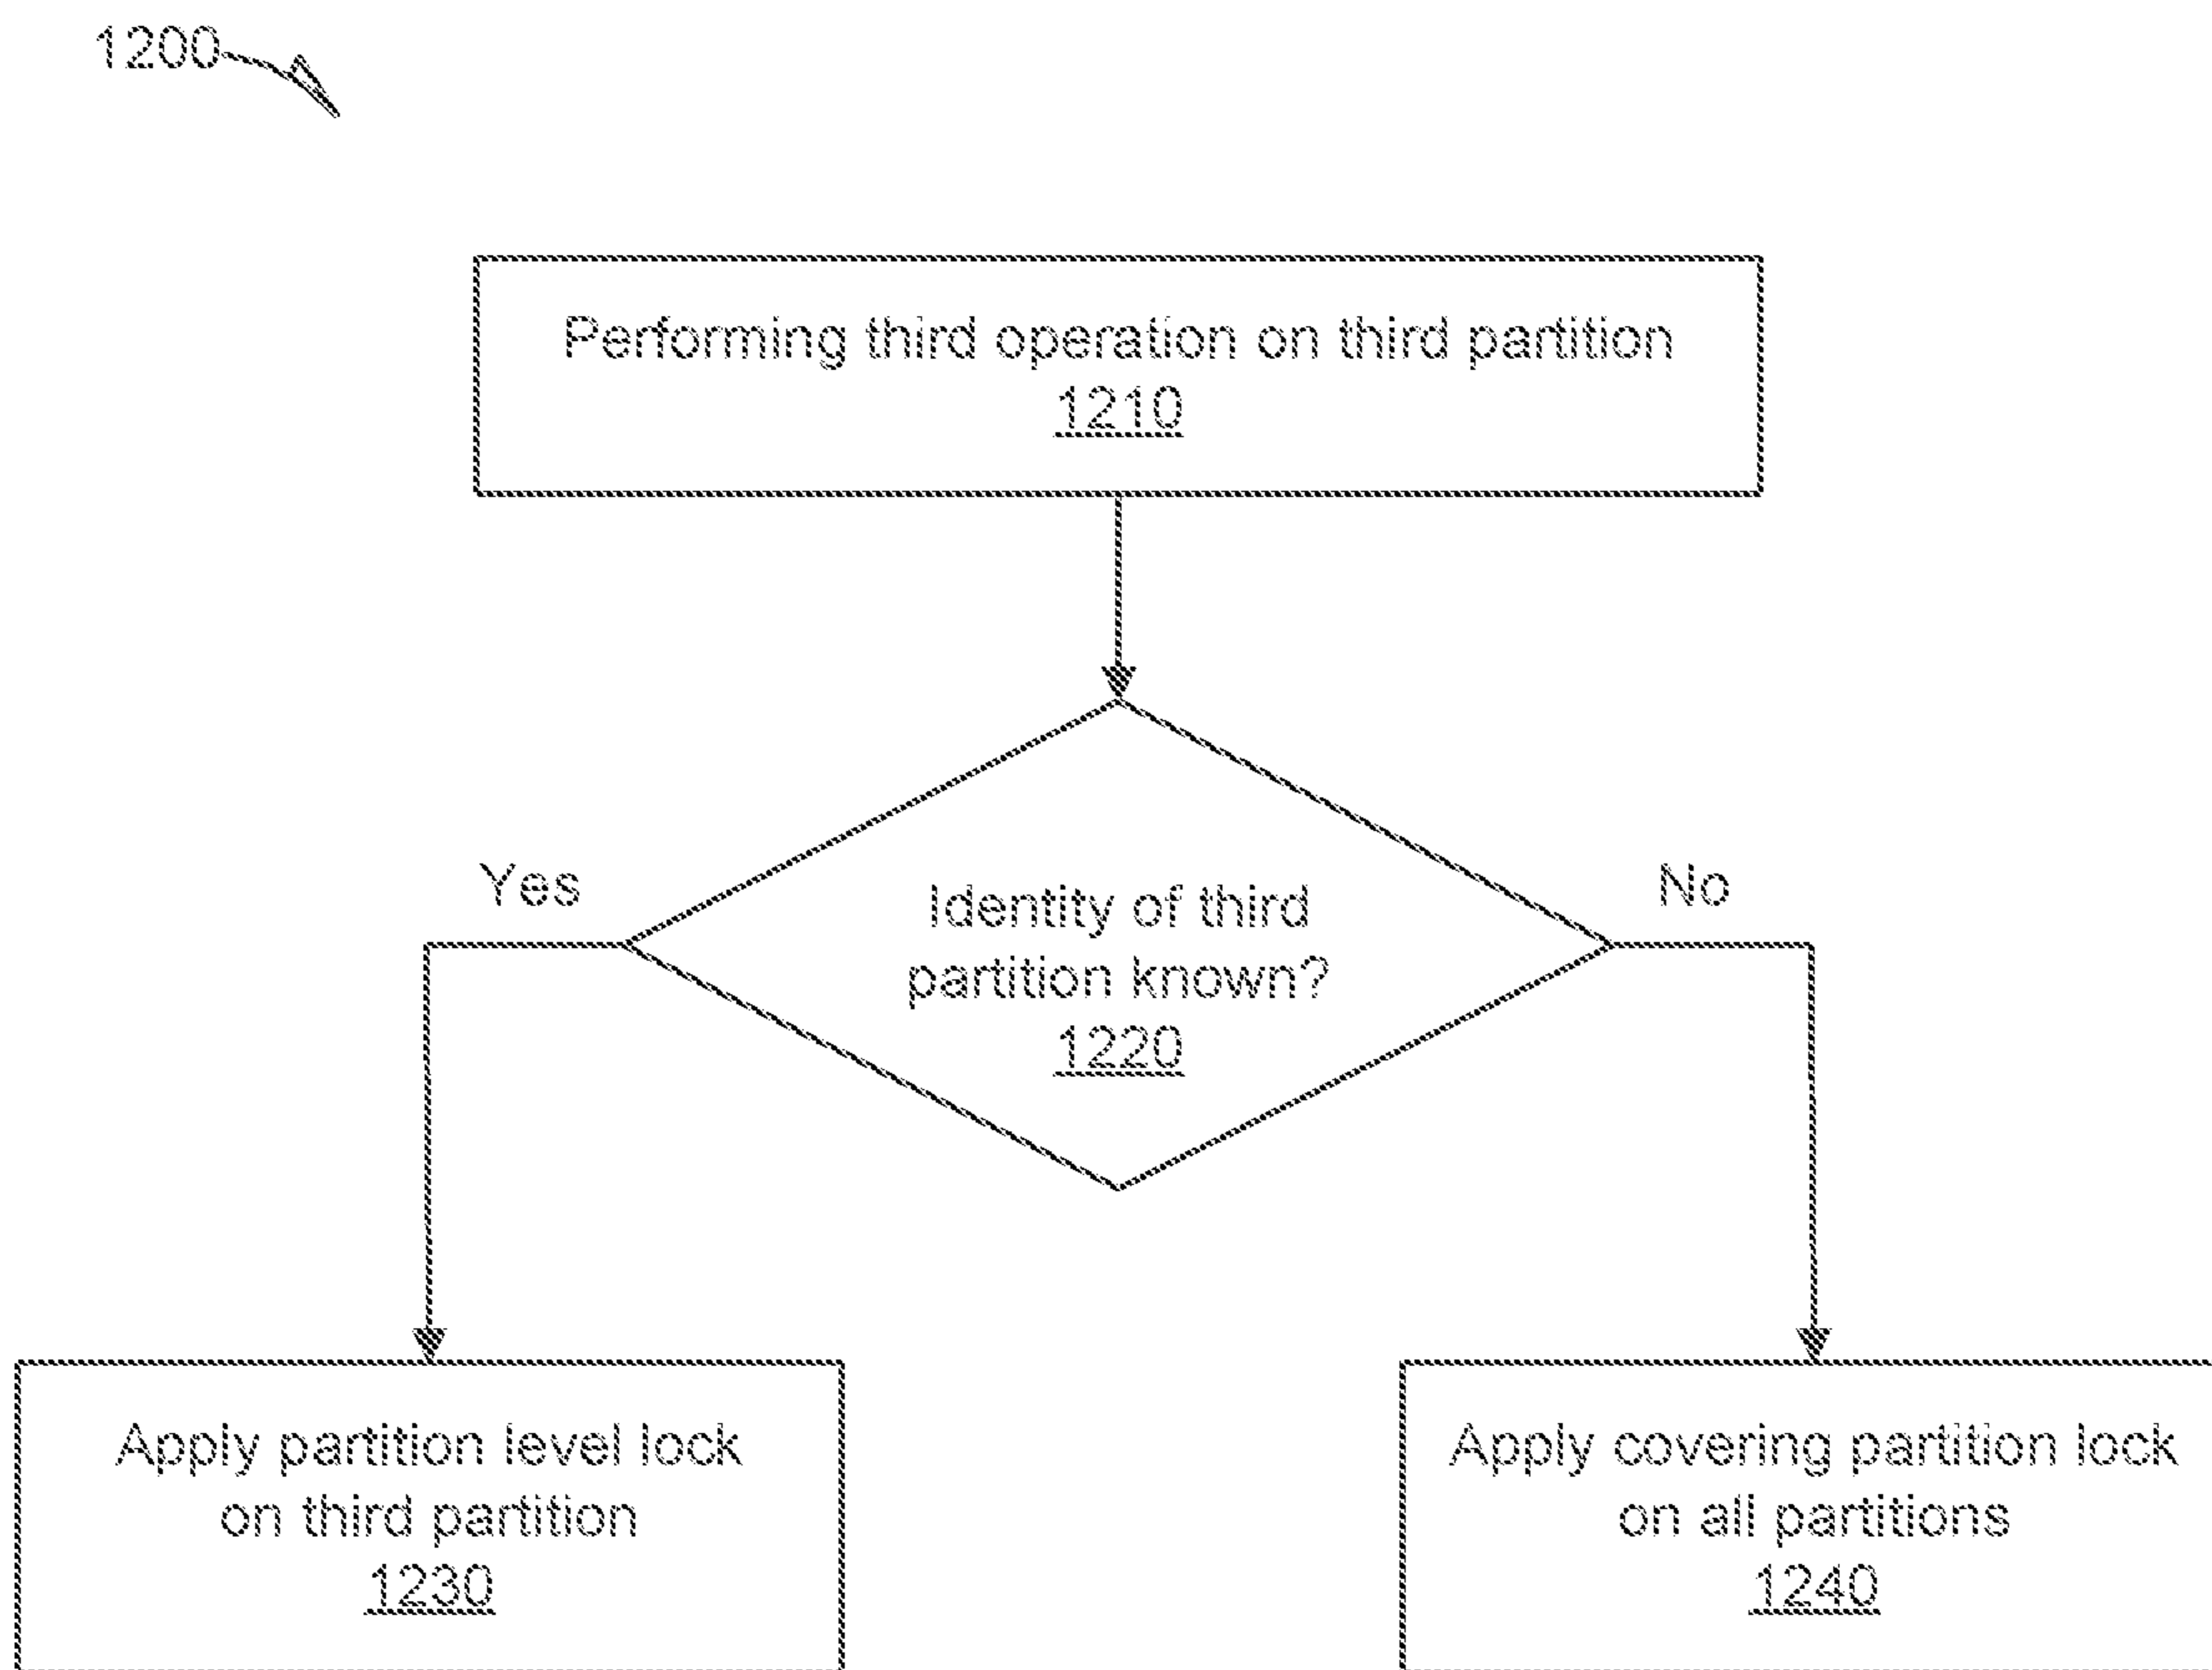 1200
Performing third operation on third partition
1210
Yes
No
Identity of third
partition known?
1220
Apply partition level lock
on third partition
1230
Apply covering partition lock
on all partitions
1240